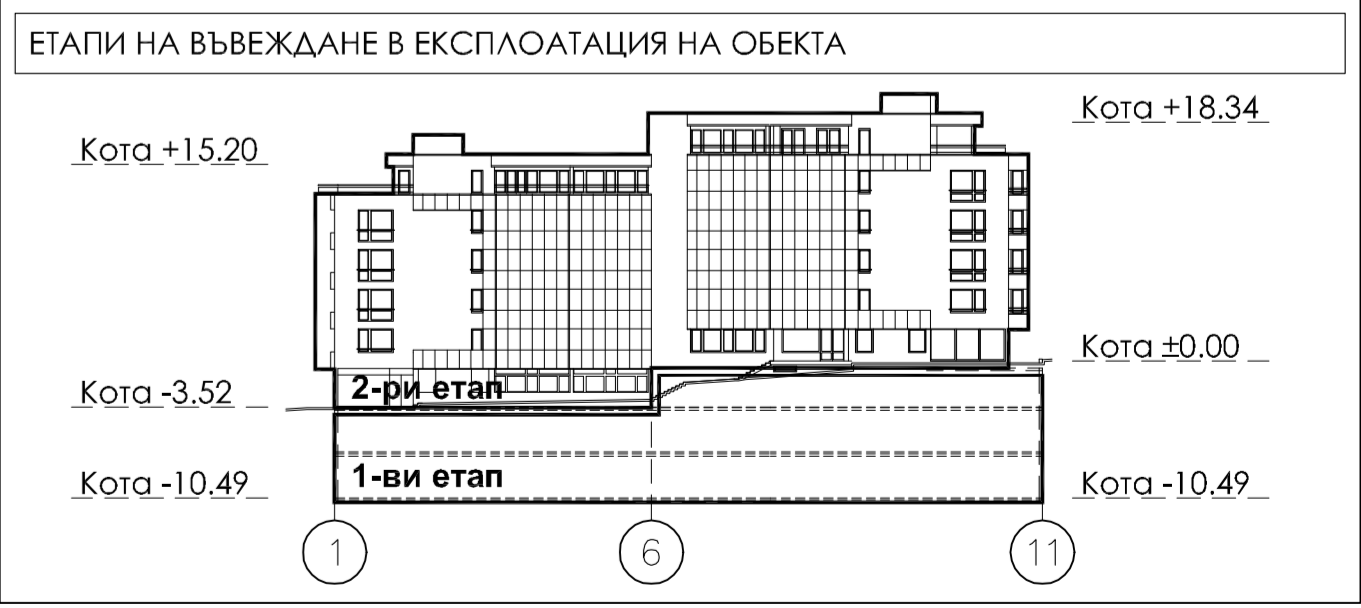 ЕТАПИ НА ВЪВЕЖДАНЕ В ЕКСПЛОАТАЦИЯ НА ОБЕКТА
Кота +18.34
Кота +15.20
Кота ±0.00
Кота -3.52
2-ри етап
1-ви етап
Кота -10.49
Кота -10.49
1
6
11